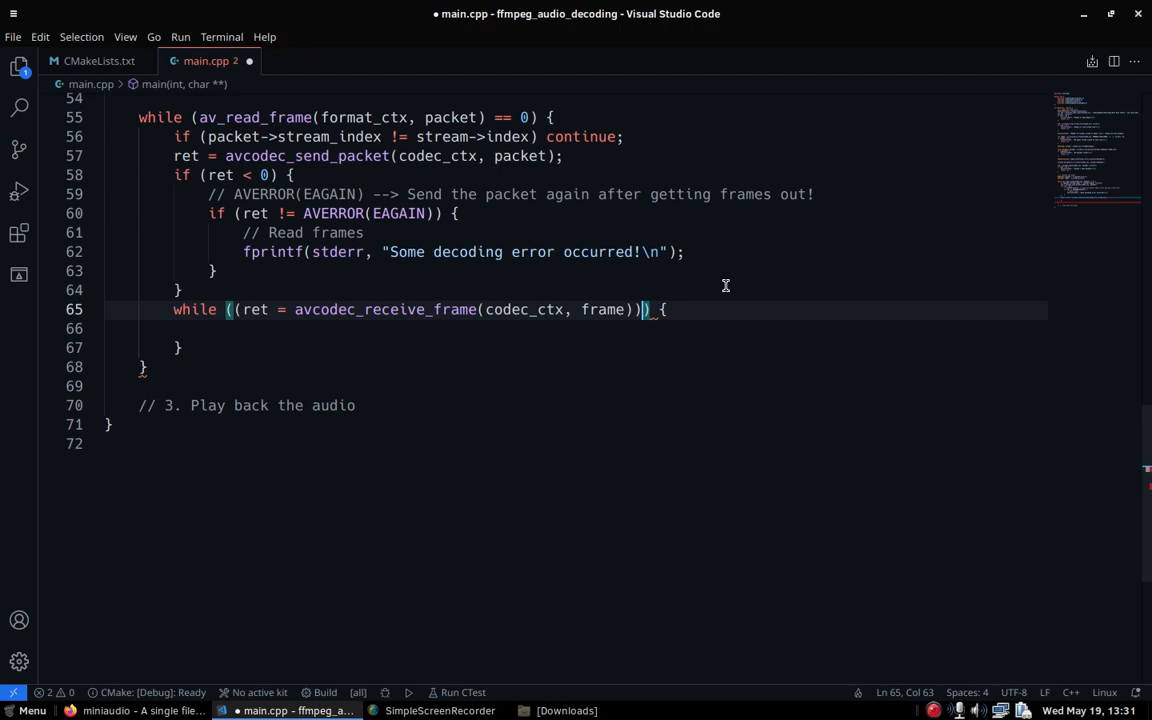 ● main.cpp - ffmpeg_audio_decoding - Visual Studio Code
File Edit Selection View Go Run Terminal Help
CMakeLists.txt main.cpp 2 ●
main.cpp > main(int, char **)
1
54
55 while (av_read_frame(format_ctx, packet) == 0) {
56 if (packet->stream_index != stream->index) continue;
57 ret = avcodec_send_packet(codec_ctx, packet);
58 if (ret < 0) {
59 // AVERROR(EAGAIN) --> Send the packet again after getting frames out!
60 if (ret != AVERROR(EAGAIN)) {
61 // Read frames
62 fprintf(stderr, "Some decoding error occurred!\n");
63 }
64 }
65 while ((ret = avcodec_receive_frame(codec_ctx, frame))) {
66
67 }
68 }
69
70 // 3. Play back the audio
71 }
72
2 0 CMake: [Debug]: Ready No active kit Build [all] Run CTest Ln 65, Col 63 Spaces: 4 UTF-8 LF C++ Linux
Menu miniaudio - A single file... ● main.cpp - ffmpeg_a... SimpleScreenRecorder [Downloads] Wed May 19, 13:31